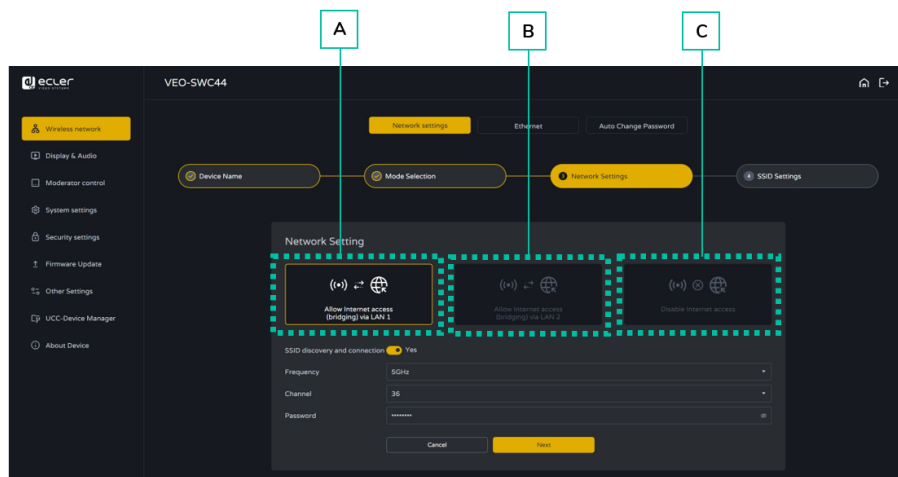 A
B
C
ecler
VEO-SWC44
Network settings
Ethernet
Auto Change Password
Wireless network
Display & Audio
Moderator control
System settings
Security settings
Firmware Update
Other Settings
UCC-Device Manager
About Device
Device Name
Mode Selection
3 Network Settings
4 SSID Settings
Network Setting
Allow Internet access
(bridging) via LAN 1
Allow Internet access
(bridging) via LAN 2
Disable Internet access
SSID discovery and connection Yes
Frequency 5GHz
Channel 36
Password ••••••••
Cancel
Next